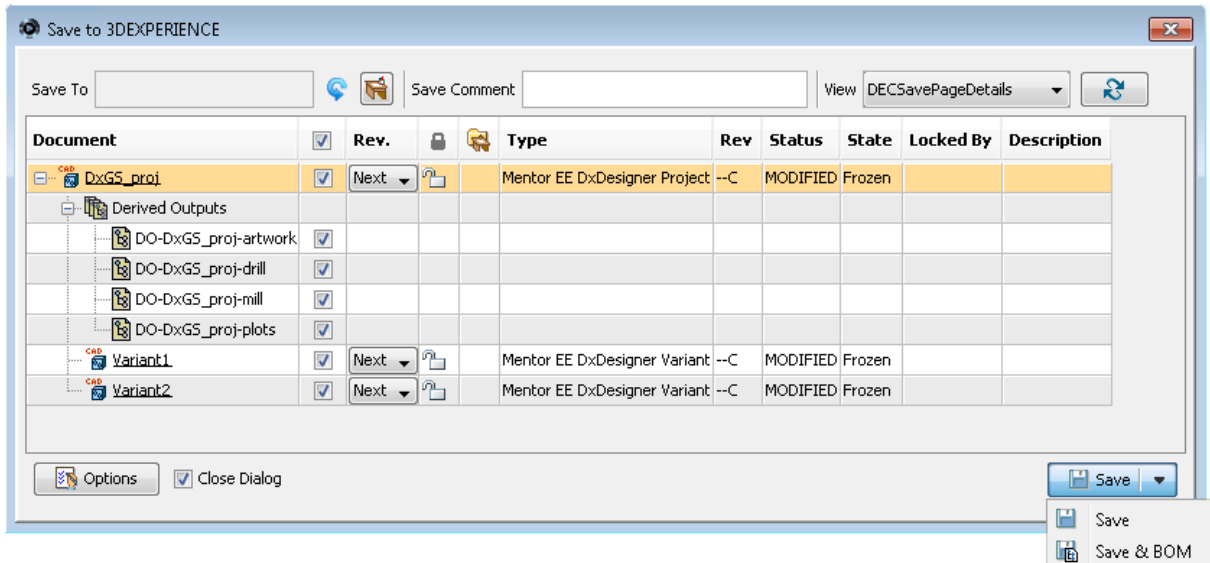 Save to 3DEXPERIENCE
Save To Save Comment View DECSavePageDetails
Document Rev. Type Rev Status State Locked By Description
CAD DxGS_proj Next Mentor EE DxDesigner Project --C MODIFIED Frozen
Derived Outputs
DO-DxGS_proj-artwork
DO-DxGS_proj-drill
DO-DxGS_proj-mill
DO-DxGS_proj-plots
CAD Variant1 Next Mentor EE DxDesigner Variant --C MODIFIED Frozen
CAD Variant2 Next Mentor EE DxDesigner Variant --C MODIFIED Frozen
Options Close Dialog Save
Save
Save & BOM